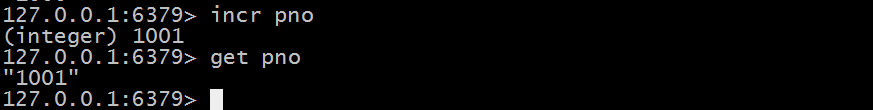 127.0.0.1:6379> incr pno
(integer) 1001
127.0.0.1:6379> get pno
"1001"
127.0.0.1:6379>